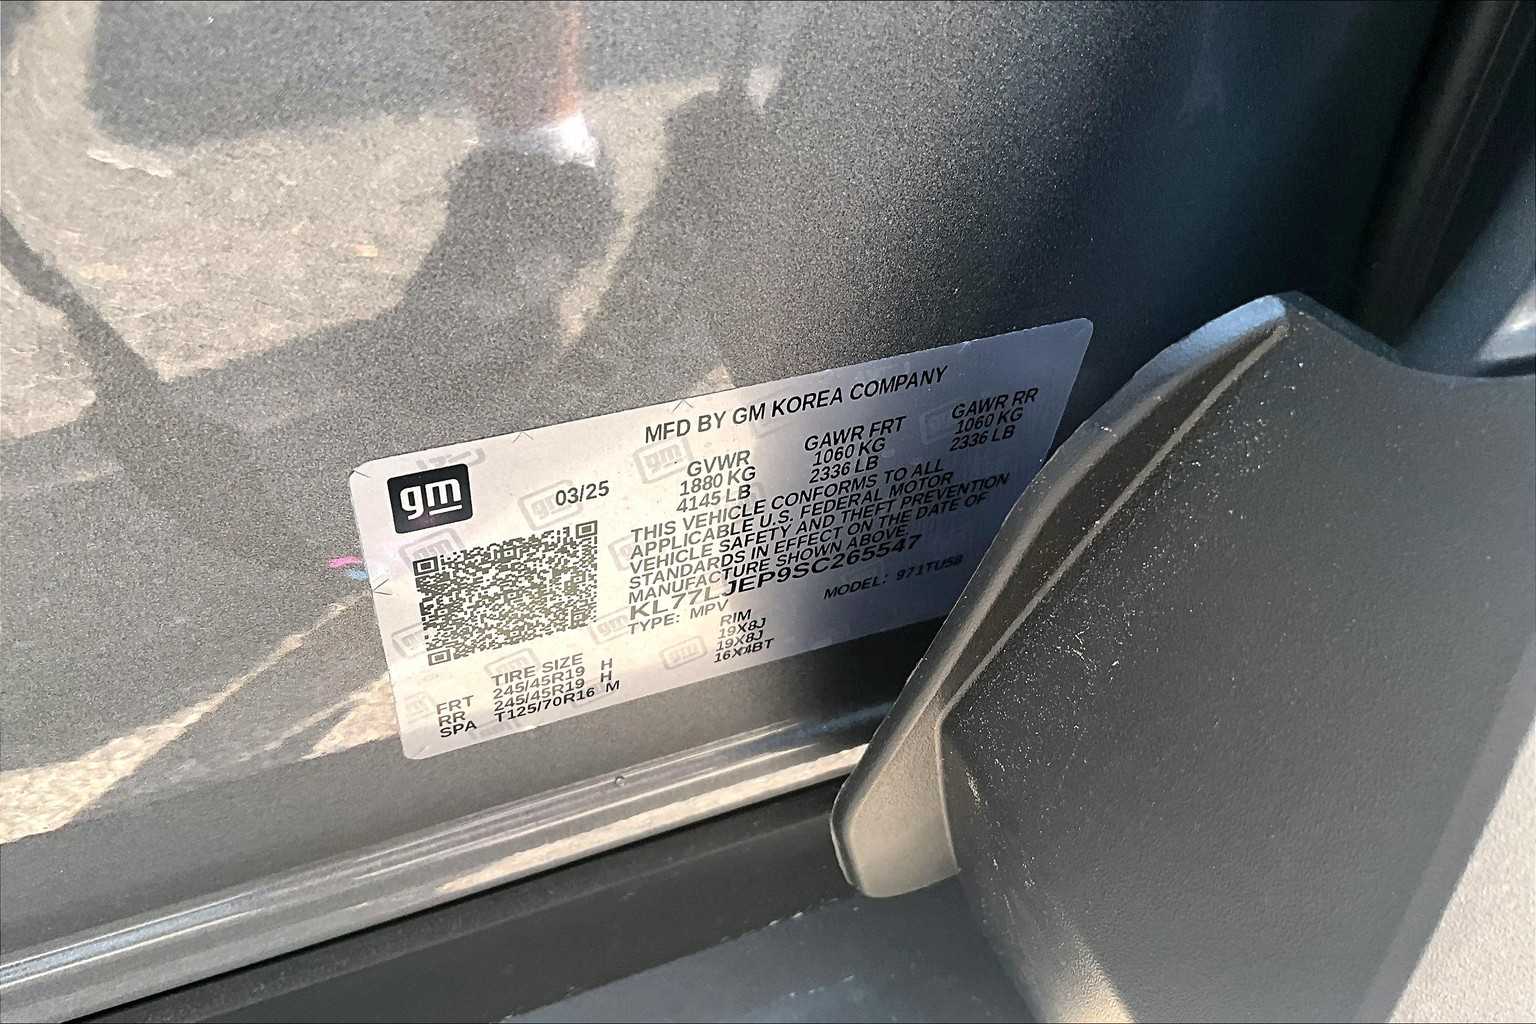 MFD BY GM KOREA COMPANY
gm
03/25
GVWR GAWR FRT GAWR RR
1880 KG 1060 KG 1060 KG
4145 LB 2336 LB 2336 LB
THIS VEHICLE CONFORMS TO ALL
APPLICABLE U.S. FEDERAL MOTOR
VEHICLE SAFETY AND THEFT PREVENTION
STANDARDS IN EFFECT ON THE DATE OF
MANUFACTURE SHOWN ABOVE.
KL77LJEP9SC265547
TYPE: MPV MODEL: 971TU58
TIRE SIZE RIM
FRT 245/45R19 H 19X8J
RR 245/45R19 H 19X8J
SPA T125/70R16 M 16X4BT